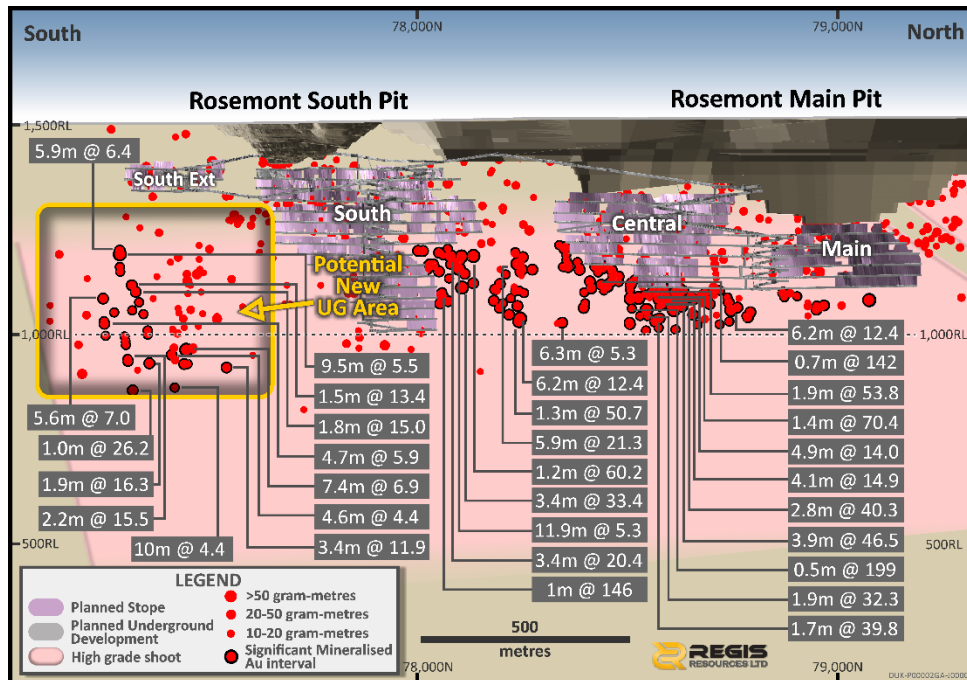 South
78,000N
79,000N
North
Rosemont South Pit
Rosemont Main Pit
1,500RL
5.9m @ 6.4
South Ext
South
Central
Main
Potential
New
UG Area
1,000RL
1,000RL
5.6m @ 7.0
1.0m @ 26.2
1.9m @ 16.3
2.2m @ 15.5
10m @ 4.4
9.5m @ 5.5
1.5m @ 13.4
1.8m @ 15.0
4.7m @ 5.9
7.4m @ 6.9
4.6m @ 4.4
3.4m @ 11.9
6.3m @ 5.3
6.2m @ 12.4
1.3m @ 50.7
5.9m @ 21.3
1.2m @ 60.2
3.4m @ 33.4
11.9m @ 5.3
3.4m @ 20.4
1m @ 146
6.2m @ 12.4
0.7m @ 142
1.9m @ 53.8
1.4m @ 70.4
4.9m @ 14.0
4.1m @ 14.9
2.8m @ 40.3
3.9m @ 46.5
0.5m @ 199
1.9m @ 32.3
1.7m @ 39.8
500RL
500RL
LEGEND
Planned Stope
Planned Underground
Development
High grade shoot
>50 gram-metres
20-50 gram-metres
10-20 gram-metres
Significant Mineralised
Au interval
500
metres
REGIS
RESOURCES LTD
78,000N
79,000N